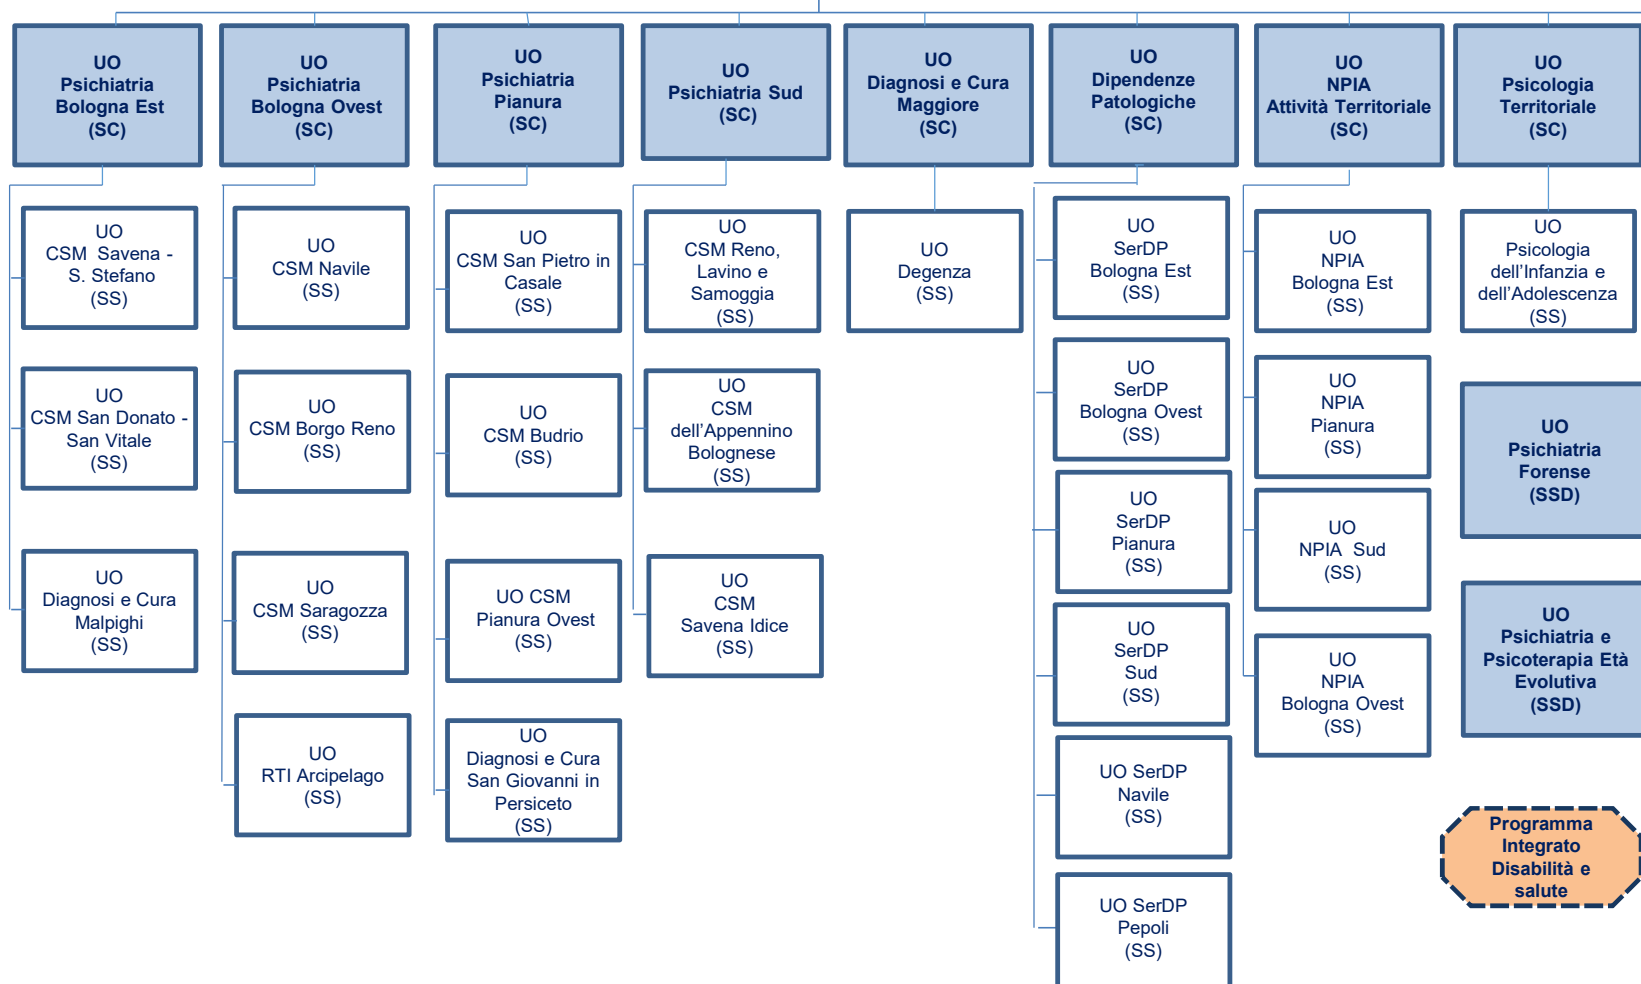 UO
Psichiatria
Bologna Est
(SC)
UO
Psichiatria
Bologna Ovest
(SC)
UO
Psichiatria
Pianura
(SC)
UO
Psichiatria Sud
(SC)
UO
Diagnosi e Cura
Maggiore
(SC)
UO
Dipendenze
Patologiche
(SC)
UO
NPIA
Attività Territoriale
(SC)
UO
Psicologia
Territoriale
(SC)
UO
CSM Savena -
S. Stefano
(SS)
UO
CSM San Donato -
San Vitale
(SS)
UO
Diagnosi e Cura
Malpighi
(SS)
UO
CSM Navile
(SS)
UO
CSM Borgo Reno
(SS)
UO
CSM Saragozza
(SS)
UO
RTI Arcipelago
(SS)
UO
CSM San Pietro in
Casale
(SS)
UO
CSM Budrio
(SS)
UO CSM
Pianura Ovest
(SS)
UO
Diagnosi e Cura
San Giovanni in
Persiceto
(SS)
UO
CSM Reno,
Lavino e
Samoggia
(SS)
UO
CSM
dell'Appennino
Bolognese
(SS)
UO
CSM
Savena Idice
(SS)
UO
Degenza
(SS)
UO
SerDP
Bologna Est
(SS)
UO
SerDP
Bologna Ovest
(SS)
UO
SerDP
Pianura
(SS)
UO
SerDP
Sud
(SS)
UO SerDP
Navile
(SS)
UO SerDP
Pepoli
(SS)
UO
NPIA
Bologna Est
(SS)
UO
NPIA
Pianura
(SS)
UO
NPIA Sud
(SS)
UO
NPIA
Bologna Ovest
(SS)
UO
Psicologia
dell'Infanzia e
dell'Adolescenza
(SS)
UO
Psichiatria
Forense
(SSD)
UO
Psichiatria e
Psicoterapia Età
Evolutiva
(SSD)
Programma
Integrato
Disabilità e
salute